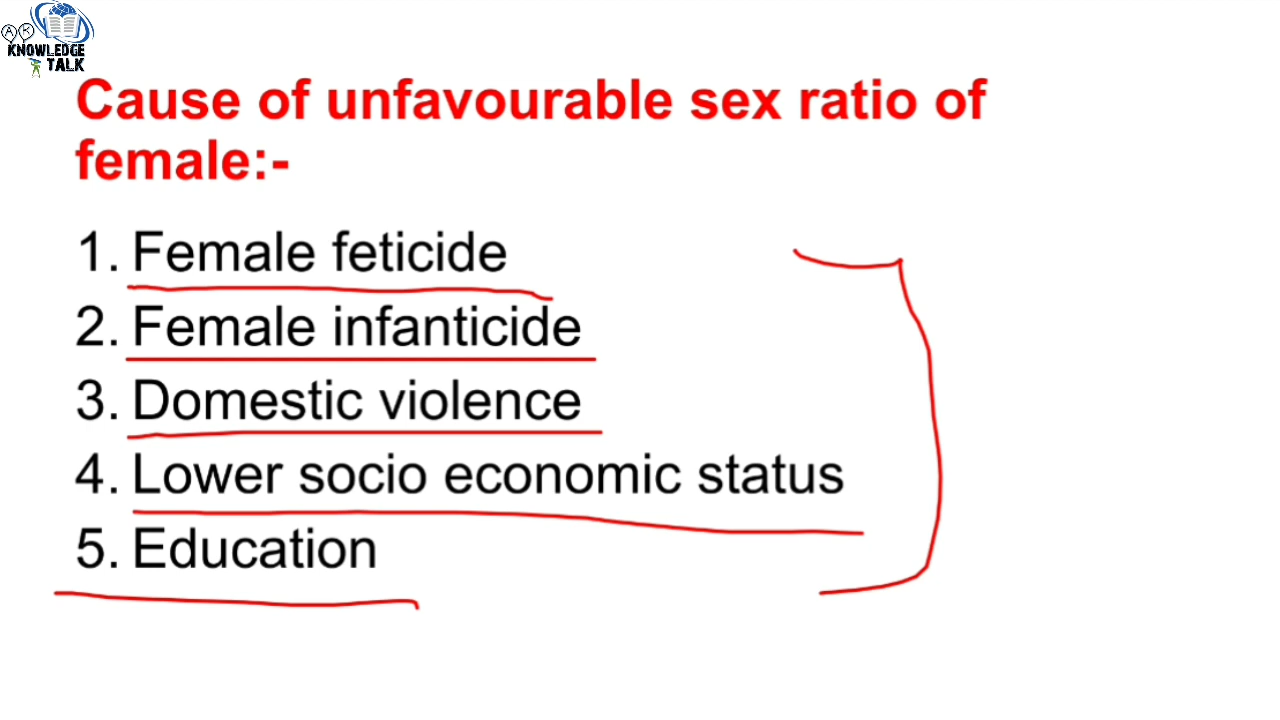 A K
KNOWLEDGE
TALK
Cause of unfavourable sex ratio of
female:-
1. Female feticide
2. Female infanticide
3. Domestic violence
4. Lower socio economic status
5. Education